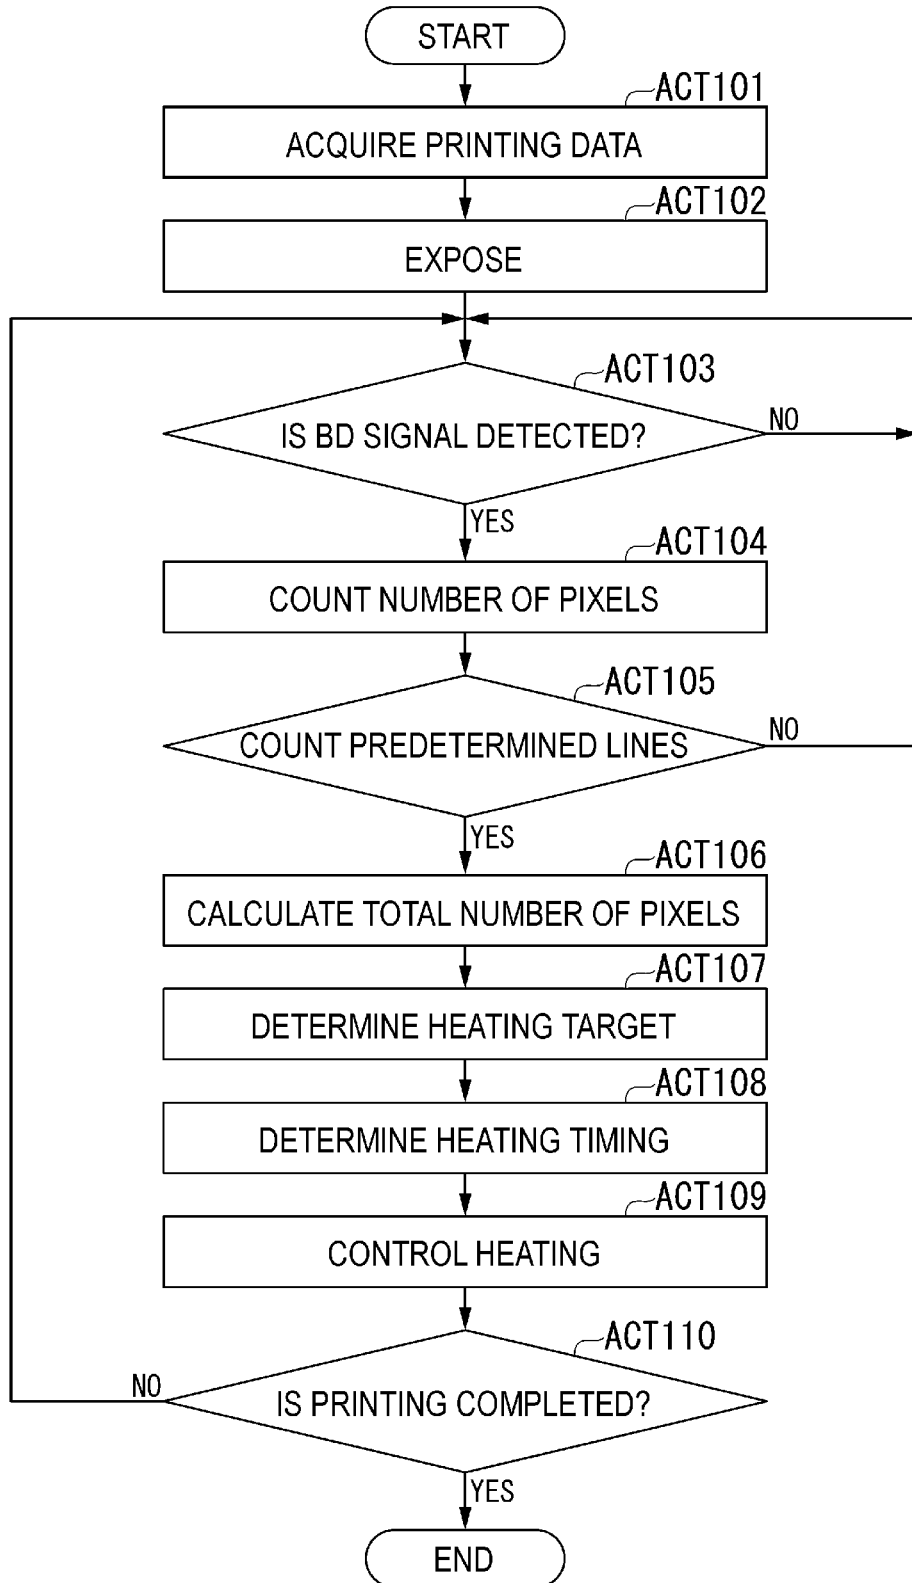 START
ACT101
ACQUIRE PRINTING DATA
ACT102
EXPOSE
ACT103
IS BD SIGNAL DETECTED?
NO
YES
ACT104
COUNT NUMBER OF PIXELS
ACT105
COUNT PREDETERMINED LINES
NO
YES
ACT106
CALCULATE TOTAL NUMBER OF PIXELS
ACT107
DETERMINE HEATING TARGET
ACT108
DETERMINE HEATING TIMING
ACT109
CONTROL HEATING
ACT110
IS PRINTING COMPLETED?
NO
YES
END